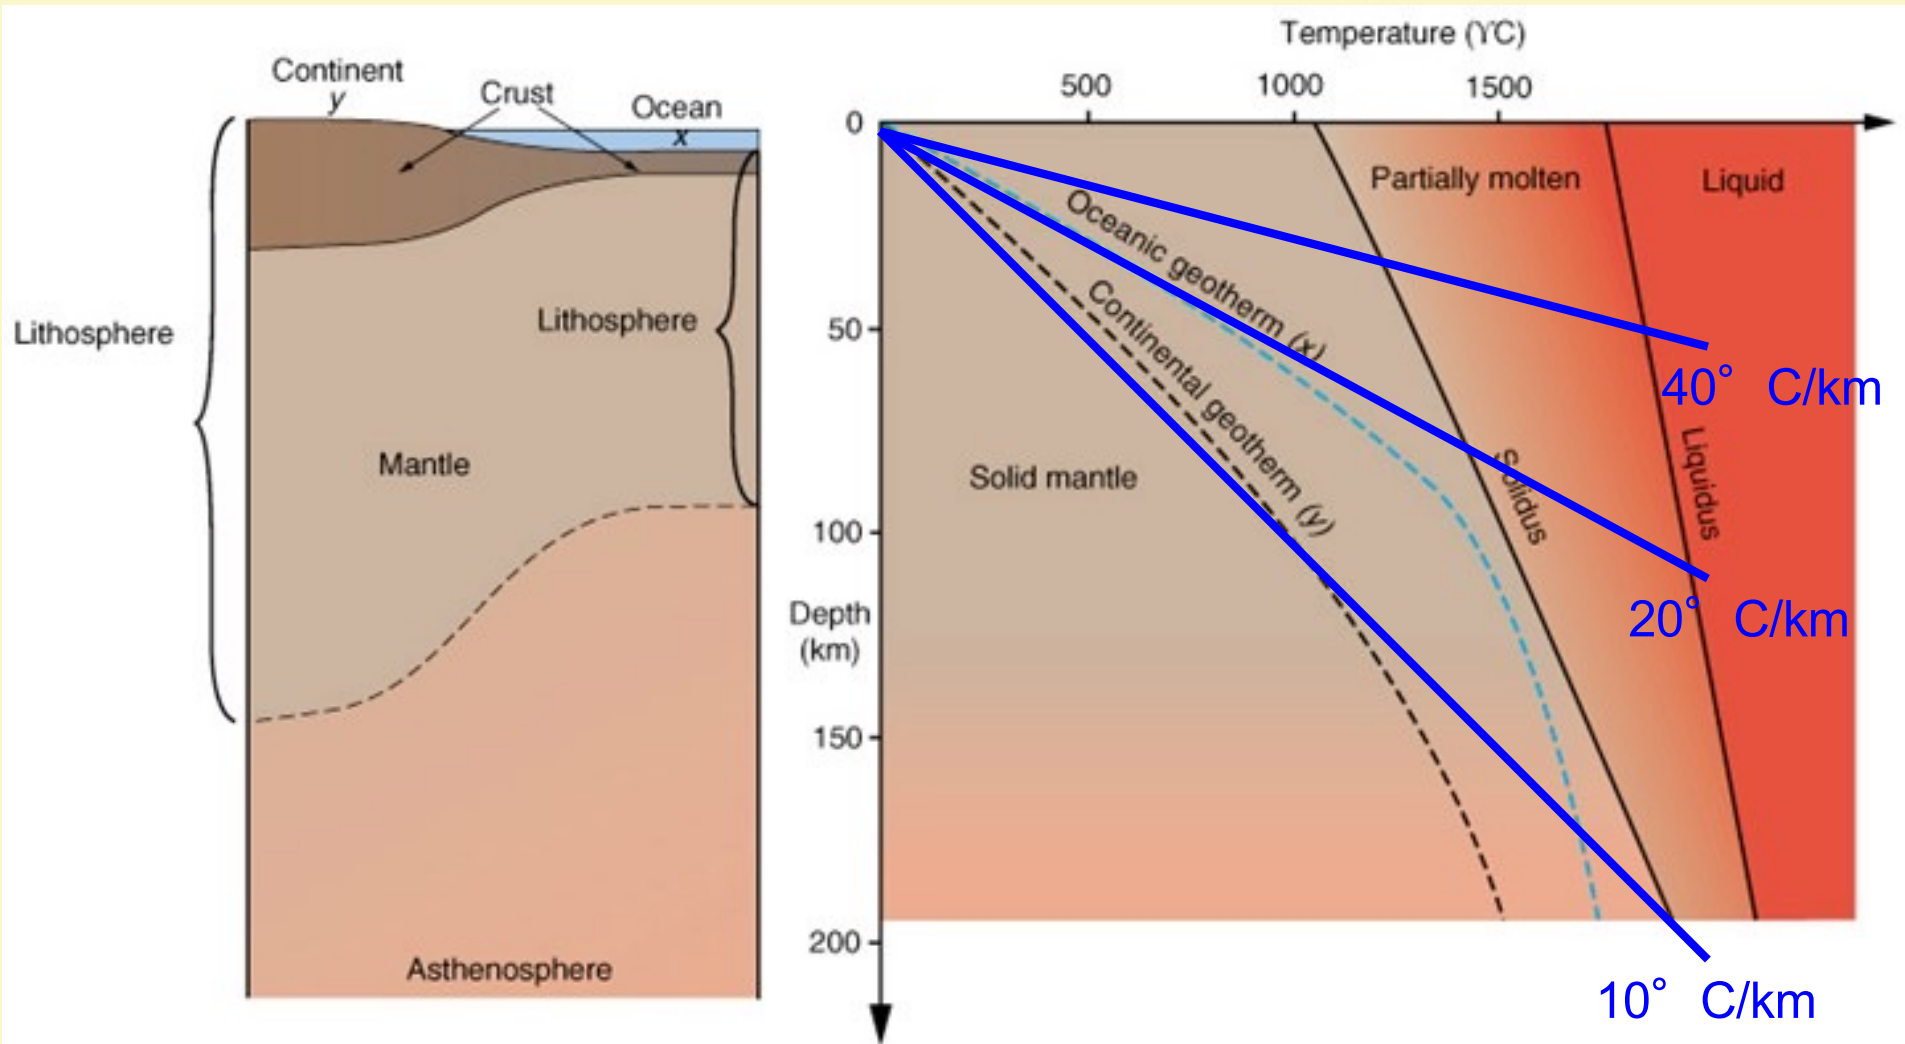 Continent
y
Crust
Ocean
x
Lithosphere
Lithosphere
Mantle
Asthenosphere
Temperature (ϒC)
500
1000
1500
0
50
100
150
200
Depth
(km)
Partially molten
Liquid
Oceanic geotherm (x)
Continental geotherm (y)
Solid mantle
Solidus
Liquidus
40° C/km
20° C/km
10° C/km